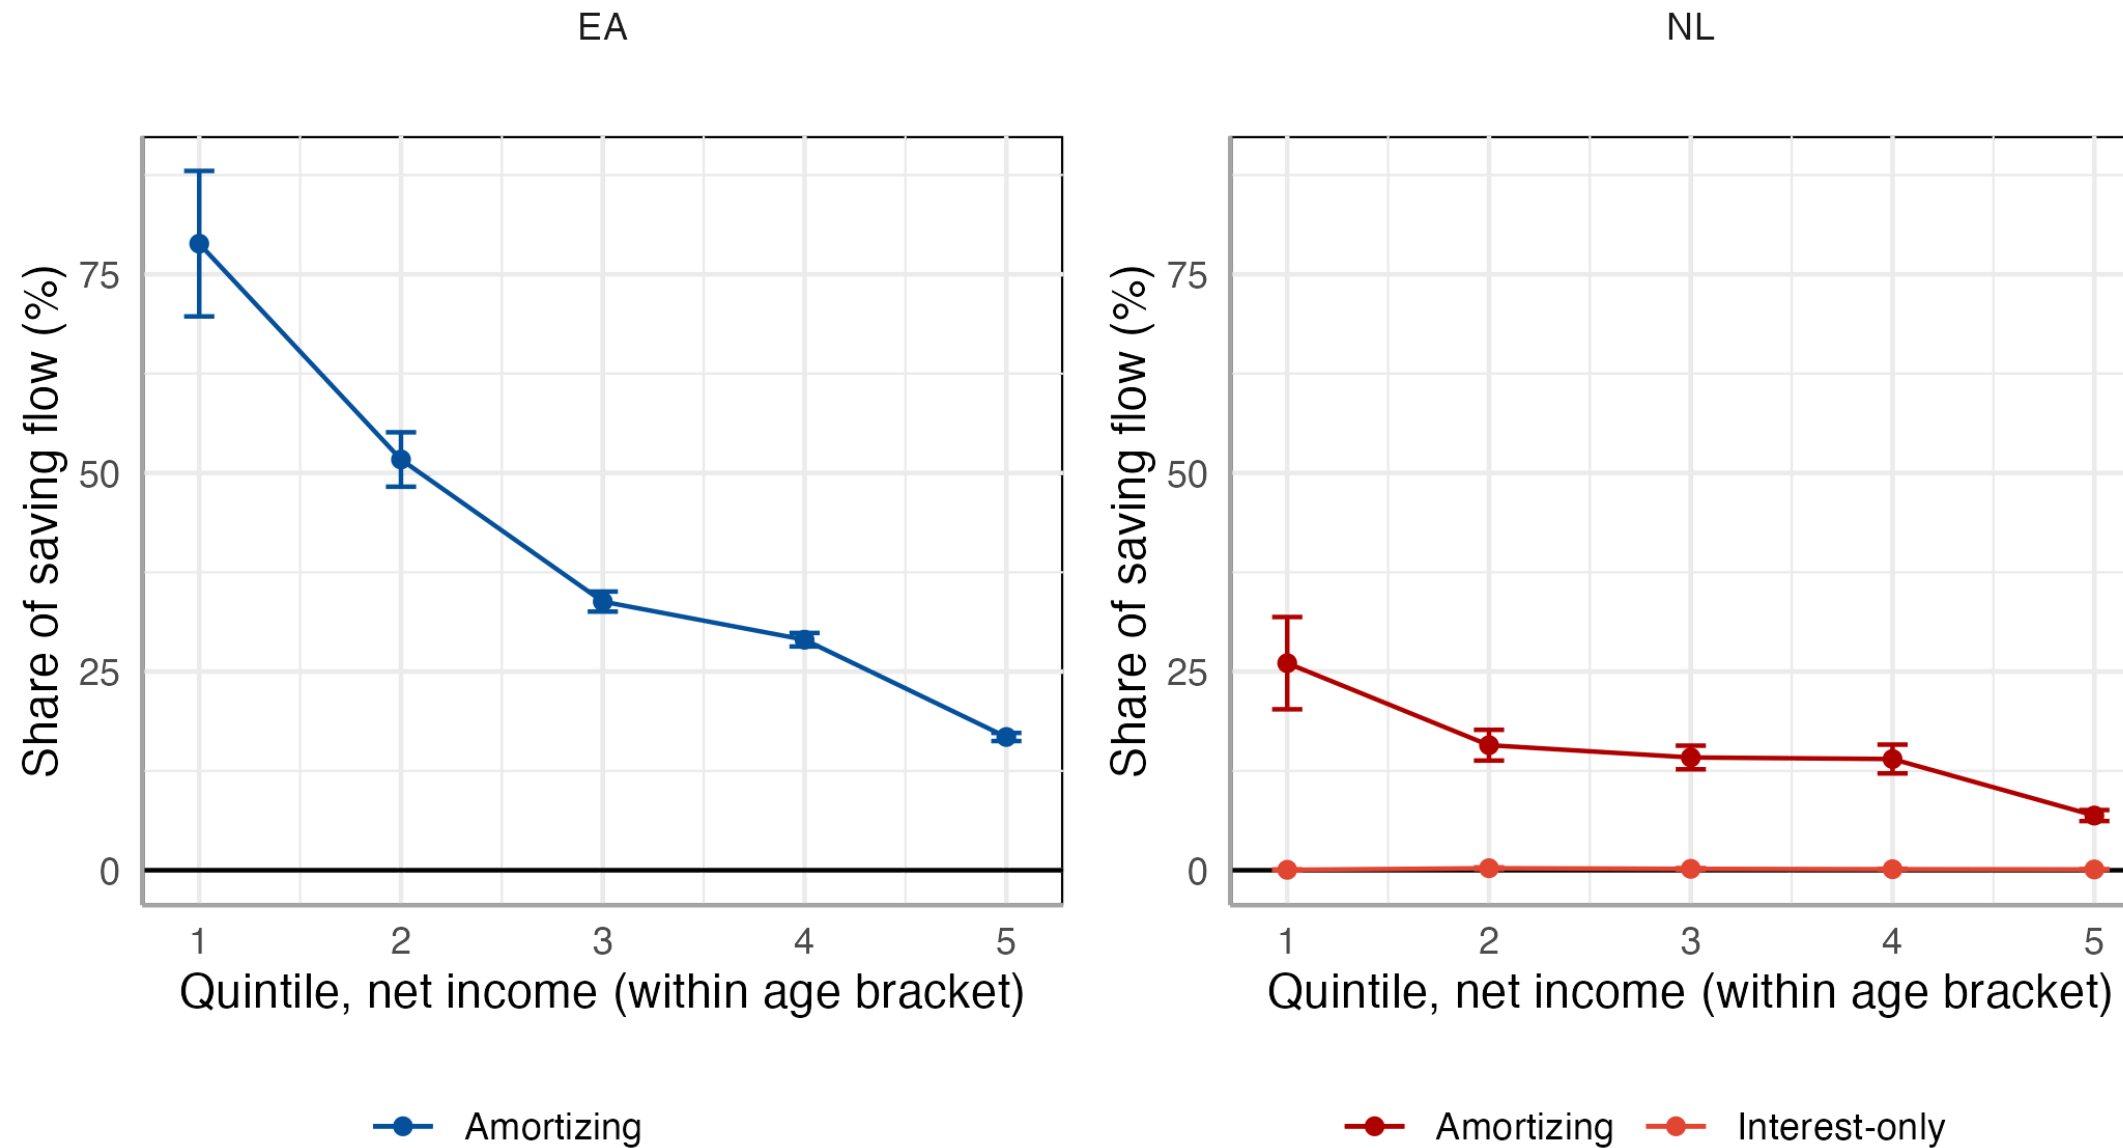 EA
NL
Share of saving flow (%)
75
50
25
0
1 2 3 4 5
Quintile, net income (within age bracket)
Amortizing
Share of saving flow (%)
75
50
25
0
1 2 3 4 5
Quintile, net income (within age bracket)
Amortizing Interest-only